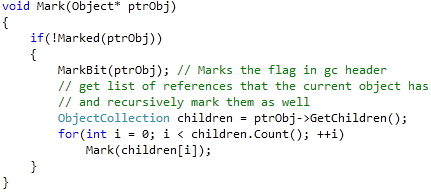 void Mark(Object* ptrObj)
{
    if(!Marked(ptrObj))
    {
        MarkBit(ptrObj); // Marks the flag in gc header
        // get list of references that the current object has
        // and recursively mark them as well
        ObjectCollection children = ptrObj->GetChildren();
        for(int i = 0; i < children.Count(); ++i)
            Mark(children[i]);
    }
}